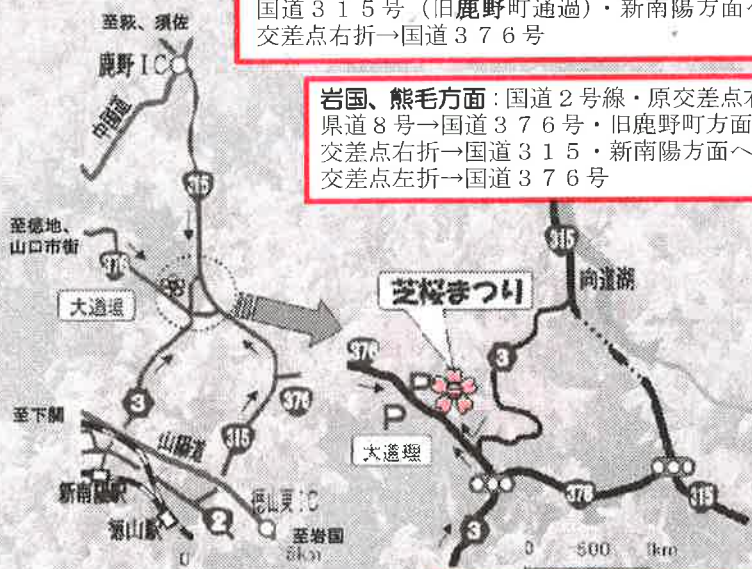 国道３１５号（旧鹿野町通過）・新南陽方面へ
交差点右折→国道３７６号
岩国、熊毛方面：国道２号線・原交差点右
県道８号→国道３７６号・旧鹿野町方面
交差点右折→国道３１５・新南陽方面へ
交差点左折→国道３７６号
至萩、須佐
鹿野IC
中国道
315
至徳地、
山口市街
376
大道理
3
376
315
至下関
山陽道
新南陽駅
徳山駅
2
徳山東IC
至岩国
0 5km
315
向道湖
芝桜まつり
3
376
P
P
大道理
376
315
3
0 500 1km